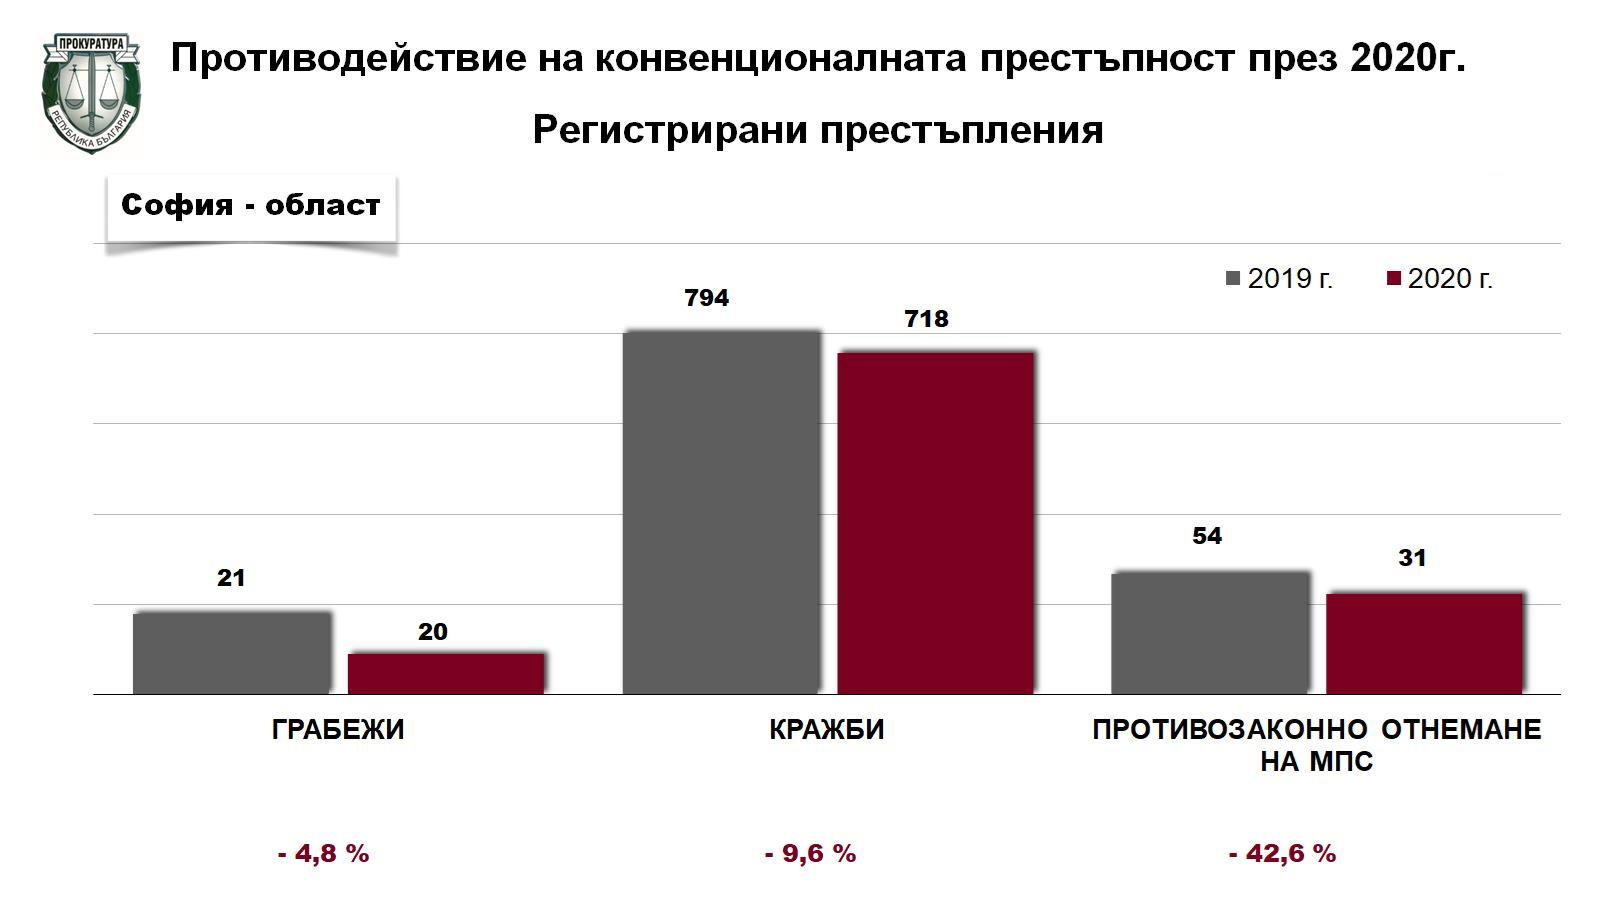 ПРОКУРАТУРА
РЕПУБЛИКА БЪЛГАРИЯ
Противодействие на конвенционалната престъпност през 2020г.
Регистрирани престъпления
София - област
2019 г.
2020 г.
794
718
54
31
21
20
ГРАБЕЖИ
КРАЖБИ
ПРОТИВОЗАКОННО ОТНЕМАНЕ
НА МПС
- 4,8 %
- 9,6 %
- 42,6 %